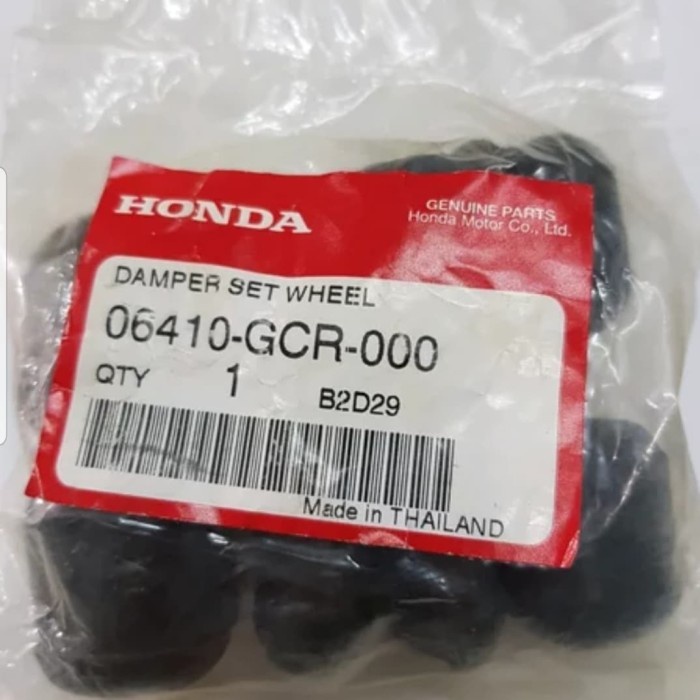 HONDA
GENUINE PARTS
Honda Motor Co., Ltd.
DAMPER SET WHEEL
06410-GCR-000
QTY 1 B2D29
Made in THAILAND